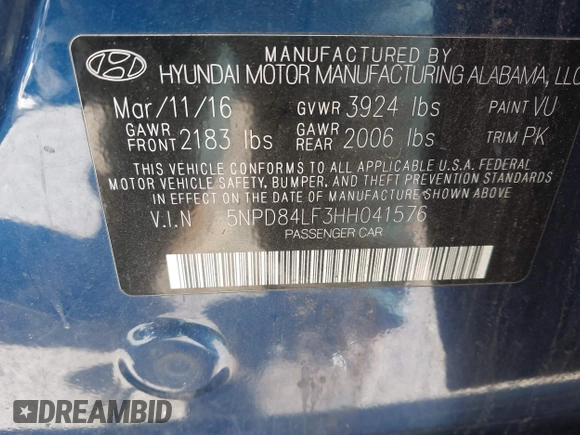 MANUFACTURED BY
HYUNDAI MOTOR MANUFACTURING ALABAMA, LLC
Mar/11/16 GVWR 3924 lbs PAINT VU
GAWR FRONT 2183 lbs GAWR REAR 2006 lbs TRIM PK
THIS VEHICLE CONFORMS TO ALL APPLICABLE U.S.A. FEDERAL
MOTOR VEHICLE SAFETY, BUMPER, AND THEFT PREVENTION STANDARDS
IN EFFECT ON THE DATE OF MANUFACTURE SHOWN ABOVE.
V.I.N 5NPD84LF3HH041576
PASSENGER CAR
DREAMBID